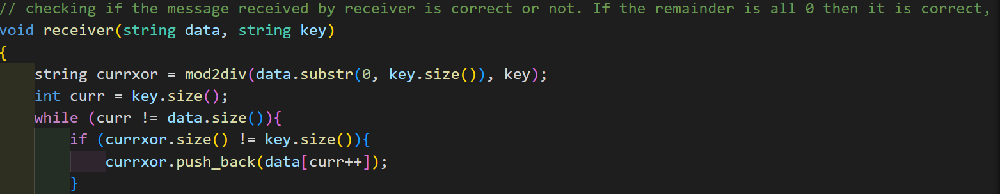 // checking if the message received by receiver is correct or not. If the remainder is all 0 then it is correct,
void receiver(string data, string key)
{
    string currxor = mod2div(data.substr(0, key.size()), key);
    int curr = key.size();
    while (curr != data.size()){
        if (currxor.size() != key.size()){
            currxor.push_back(data[curr++]);
        }